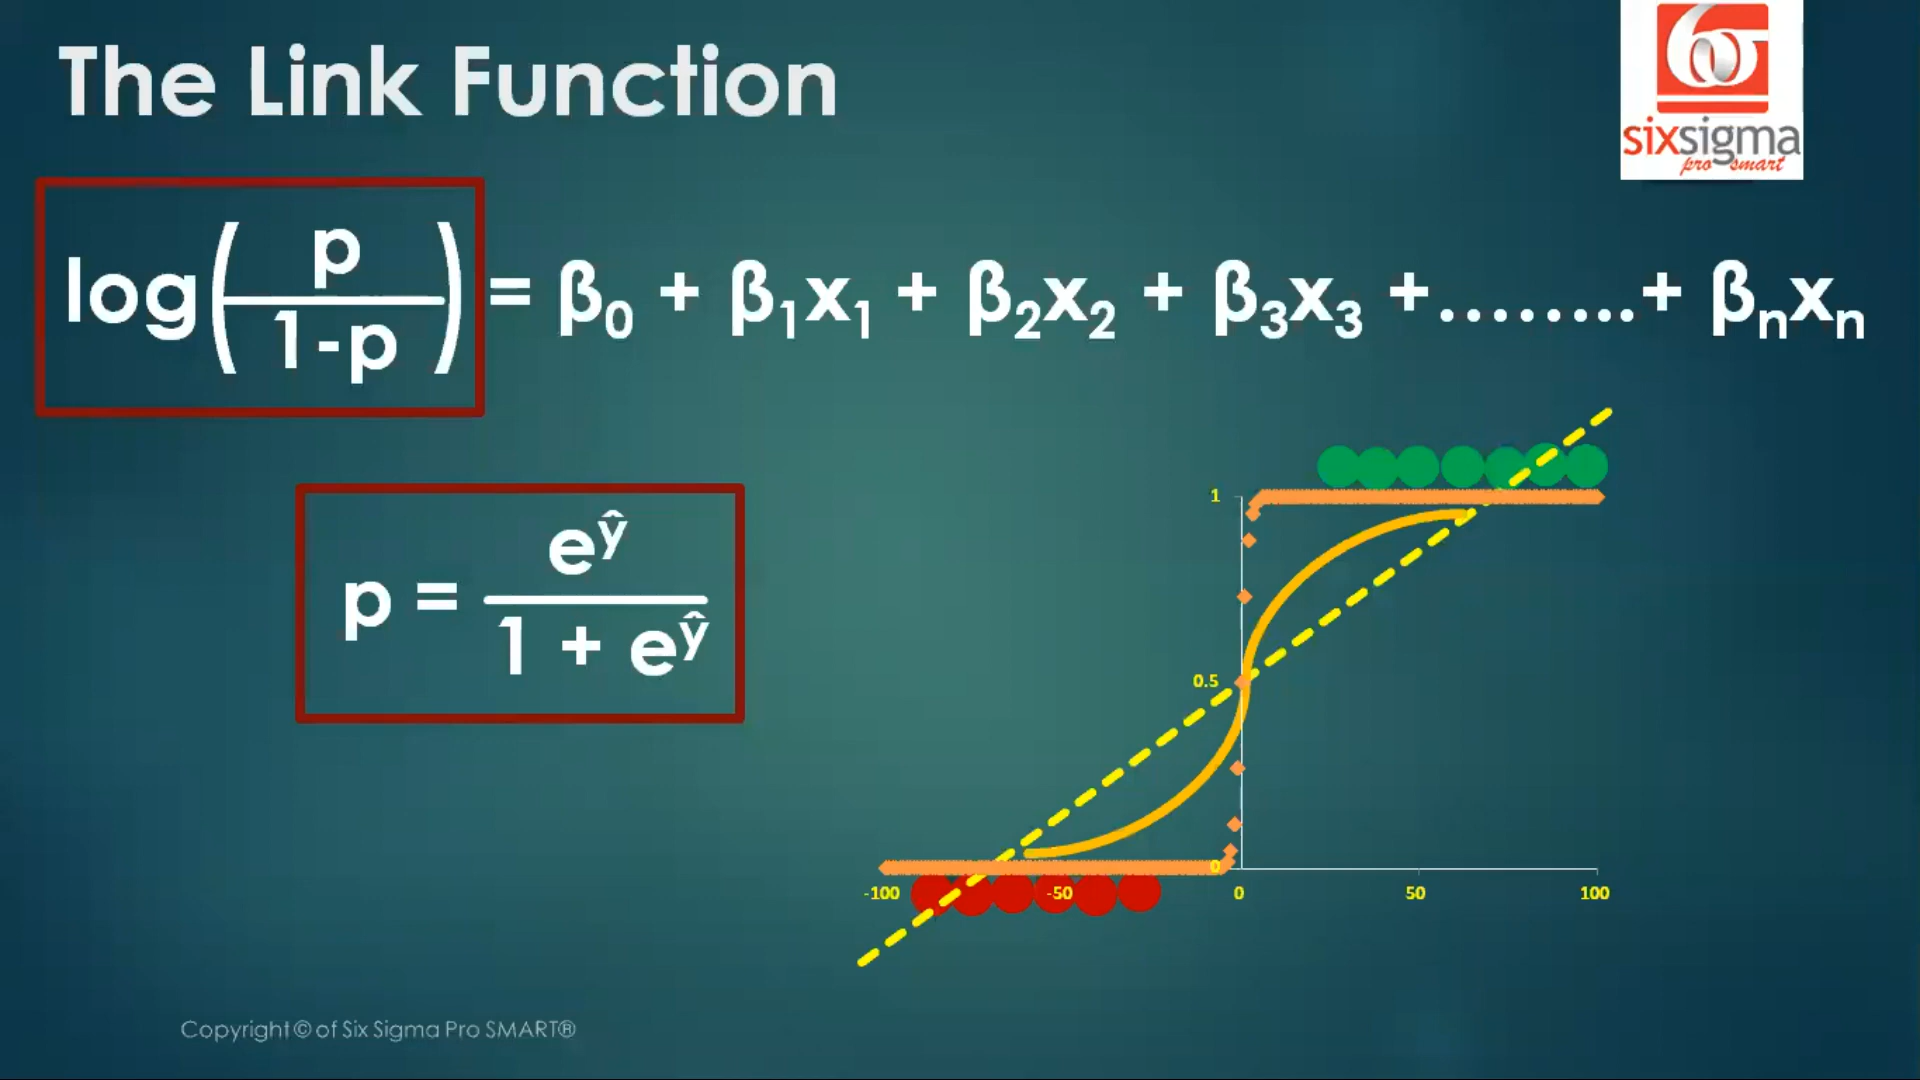 The Link Function
6σ
sixsigma
pro smart
log(p/1-p) = β₀ + β₁x₁ + β₂x₂ + β₃x₃ +........+ βₙxₙ
p = e^ŷ / 1 + e^ŷ
1
0.5
0
-100 -50 0 50 100
Copyright © of Six Sigma Pro SMART®